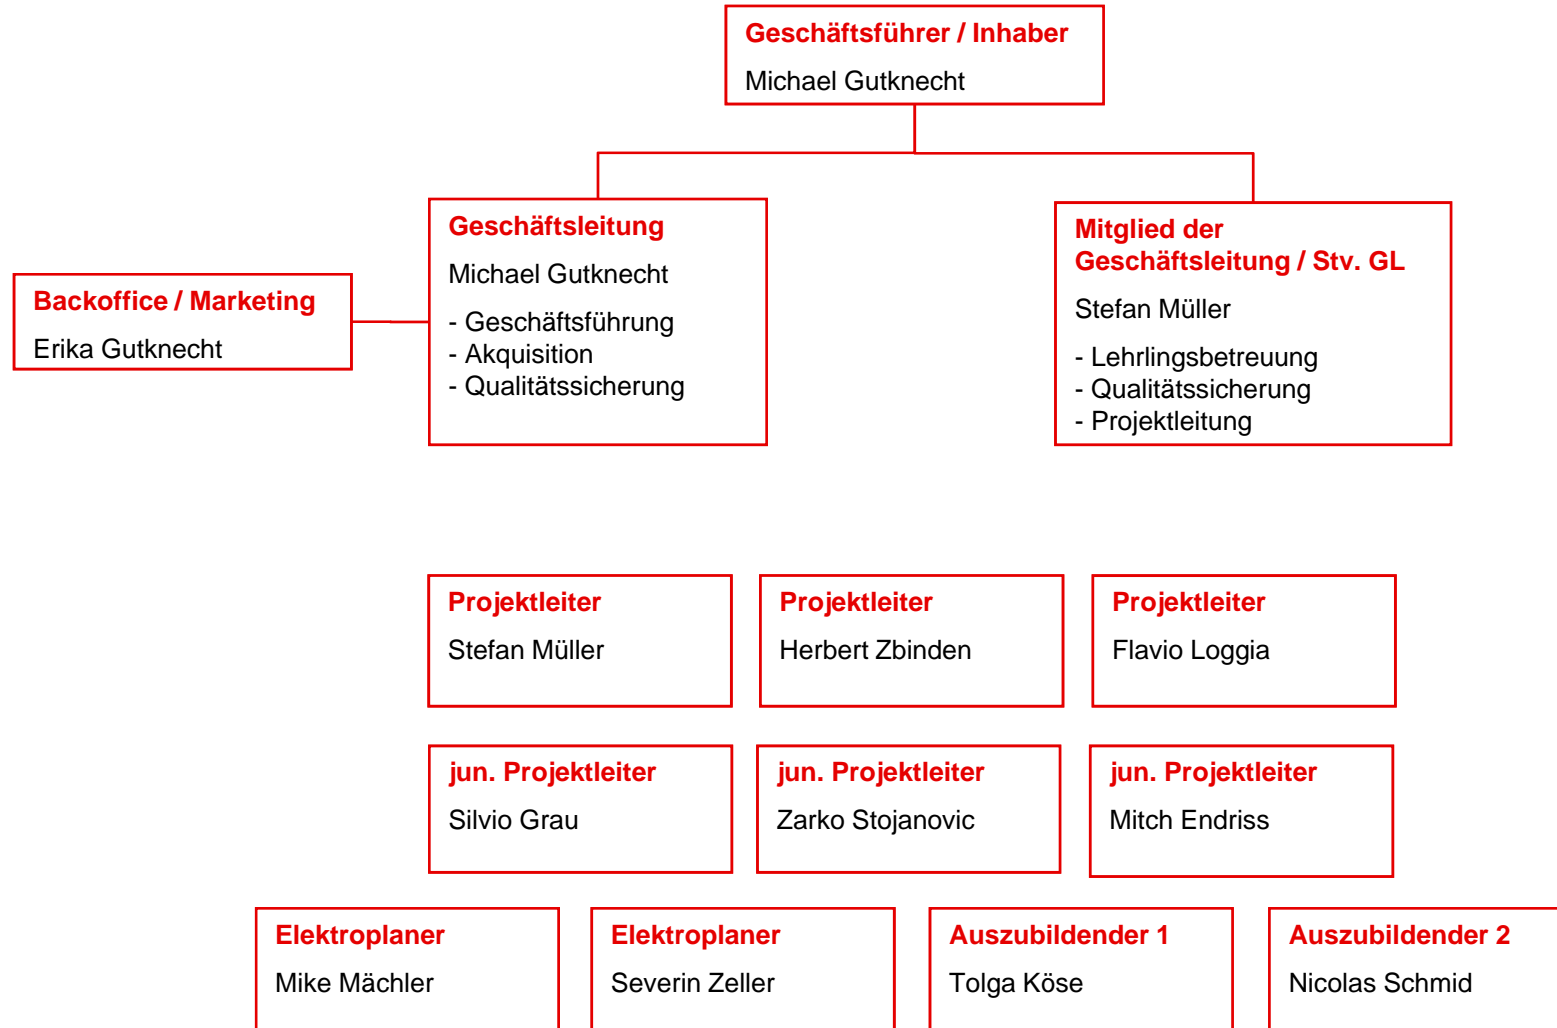 Geschäftsführer / Inhaber
Michael Gutknecht
Geschäftsleitung
Michael Gutknecht
- Geschäftsführung
- Akquisition
- Qualitätssicherung
Mitglied der
Geschäftsleitung / Stv. GL
Stefan Müller
- Lehrlingsbetreuung
- Qualitätssicherung
- Projektleitung
Backoffice / Marketing
Erika Gutknecht
Projektleiter
Stefan Müller
Projektleiter
Herbert Zbinden
Projektleiter
Flavio Loggia
jun. Projektleiter
Silvio Grau
jun. Projektleiter
Zarko Stojanovic
jun. Projektleiter
Mitch Endriss
Elektroplaner
Mike Mächler
Elektroplaner
Severin Zeller
Auszubildender 1
Tolga Köse
Auszubildender 2
Nicolas Schmid